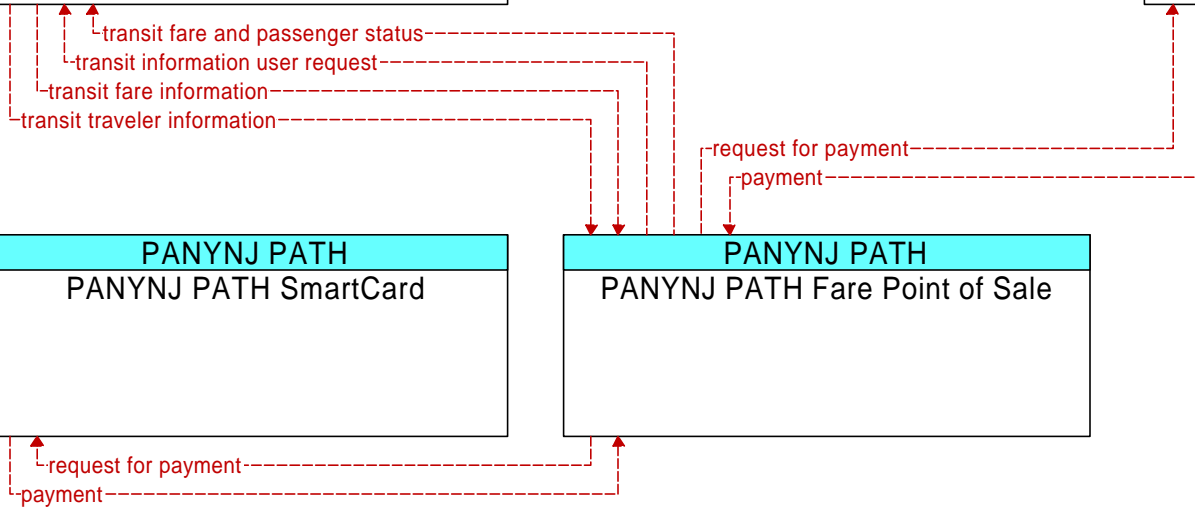 transit fare and passenger status
transit information user request
transit fare information
transit traveler information
request for payment
payment
PANYNJ PATH
PANYNJ PATH SmartCard
PANYNJ PATH
PANYNJ PATH Fare Point of Sale
request for payment
payment